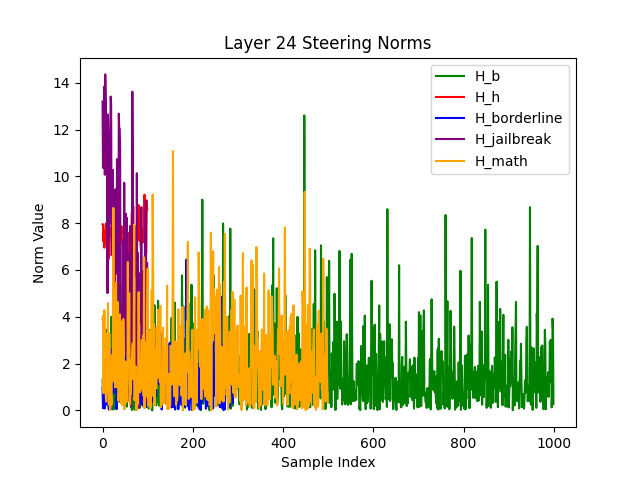 Layer 24 Steering Norms
Norm Value
14
12
10
8
6
4
2
0
H_b
H_h
H_borderline
H_jailbreak
H_math
0
200
400
600
800
1000
Sample Index